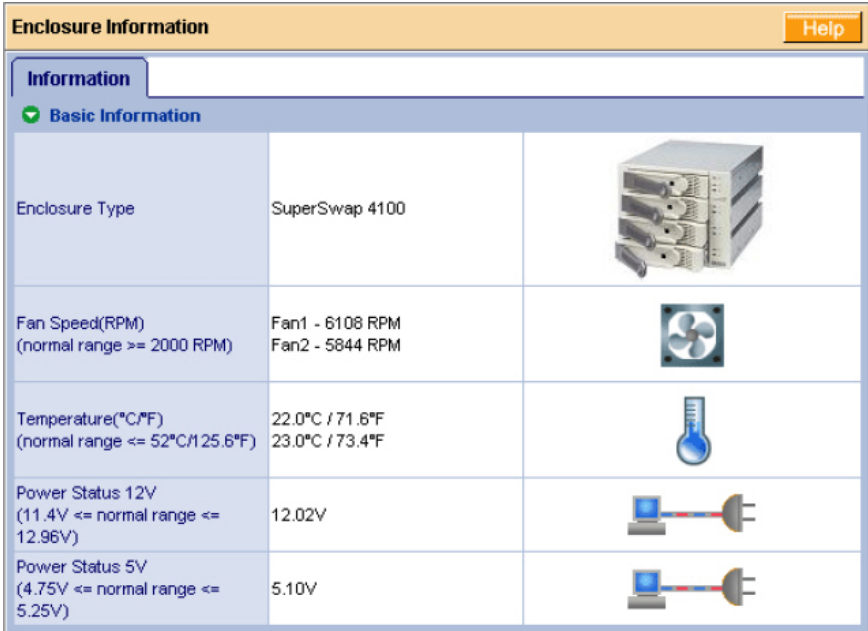 Enclosure Information
Help
Information
Basic Information
Enclosure Type
SuperSwap 4100
Fan Speed(RPM)
(normal range >= 2000 RPM)
Fan1 - 6108 RPM
Fan2 - 5844 RPM
Temperature(°C/°F)
(normal range <= 52°C/125.6°F)
22.0°C / 71.6°F
23.0°C / 73.4°F
Power Status 12V
(11.4V <= normal range <=
12.96V)
12.02V
Power Status 5V
(4.75V <= normal range <=
5.25V)
5.10V